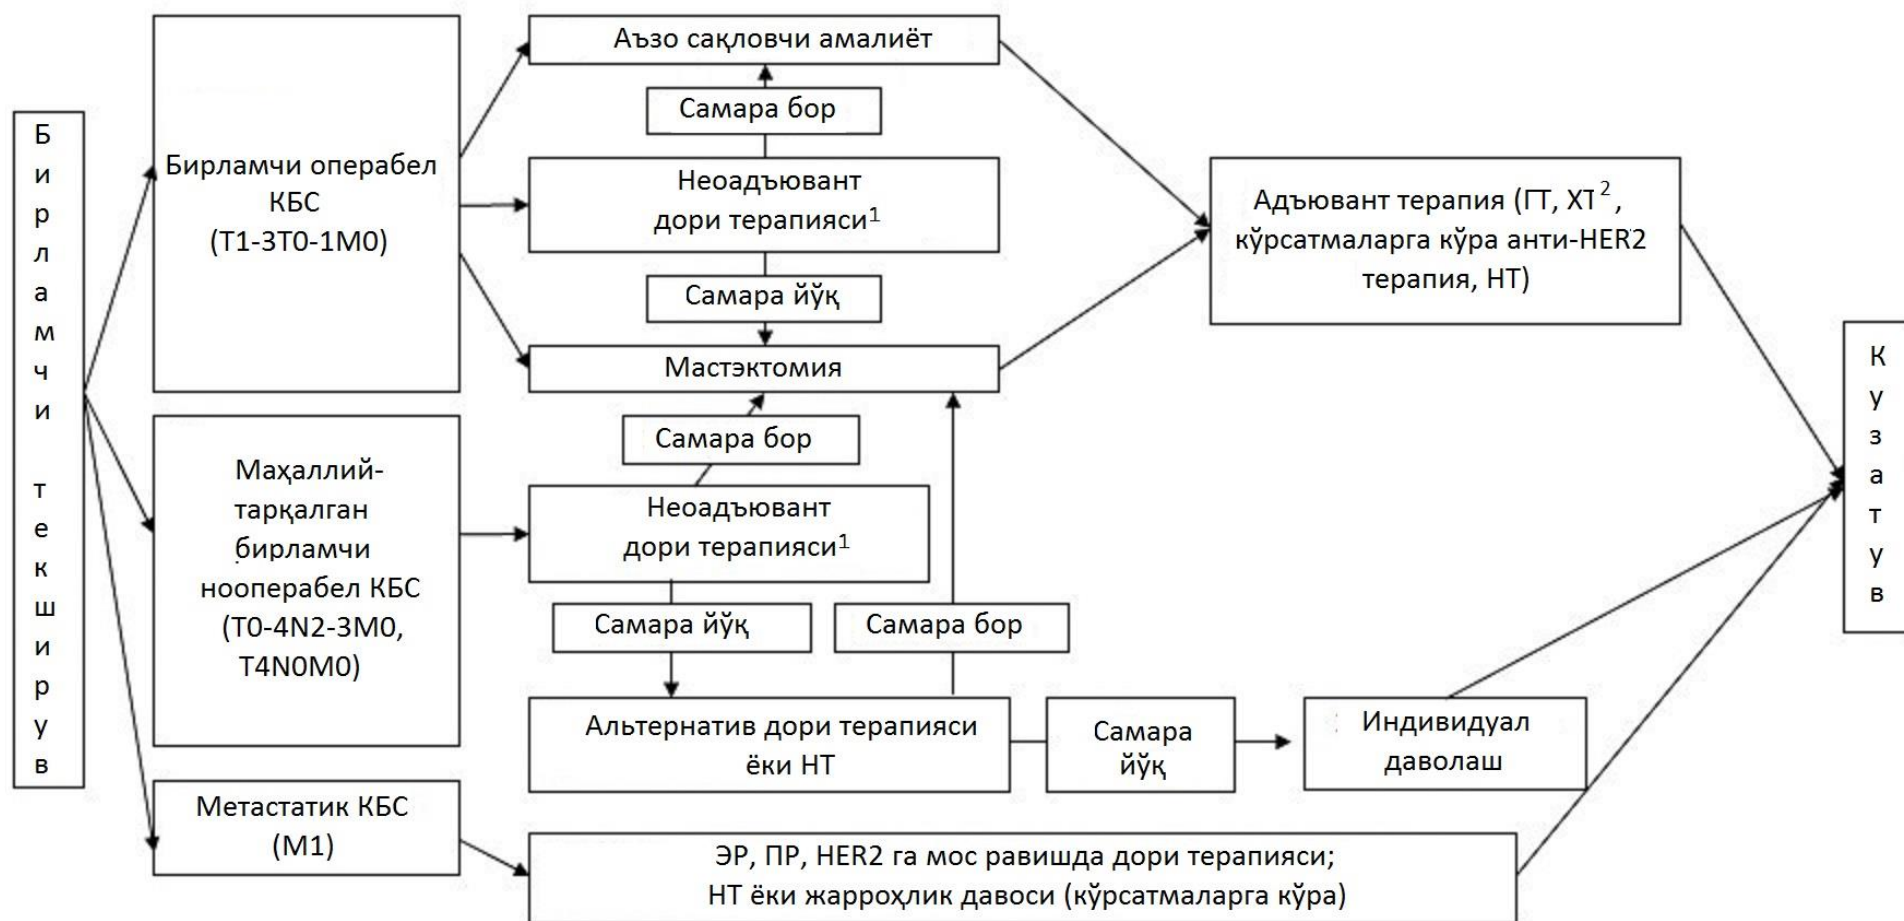 Бирламчи текширув
Бирламчи операбел
КБС
(Т1-3Т0-1М0)
Аъзо сақловчи амалиёт
Самара бор
Неоадъювант
дори терапияси1
Самара йўқ
Мастэктомия
Адъювант терапия (ГТ, ХТ2,
кўрсатмаларга кўра анти-HER2
терапия, НТ)
Маҳаллий-
тарқалган
бирламчи
нооперабел КБС
(Т0-4N2-3М0,
Т4N0М0)
Самара бор
Неоадъювант
дори терапияси1
Самара йўқ
Самара бор
Альтернатив дори терапияси
ёки НТ
Самара
йўқ
Индивидуал
даволаш
Метастатик КБС
(М1)
ЭР, ПР, HER2 га мос равишда дори терапияси;
НТ ёки жарроҳлик давоси (кўрсатмаларга кўра)
Кузатув